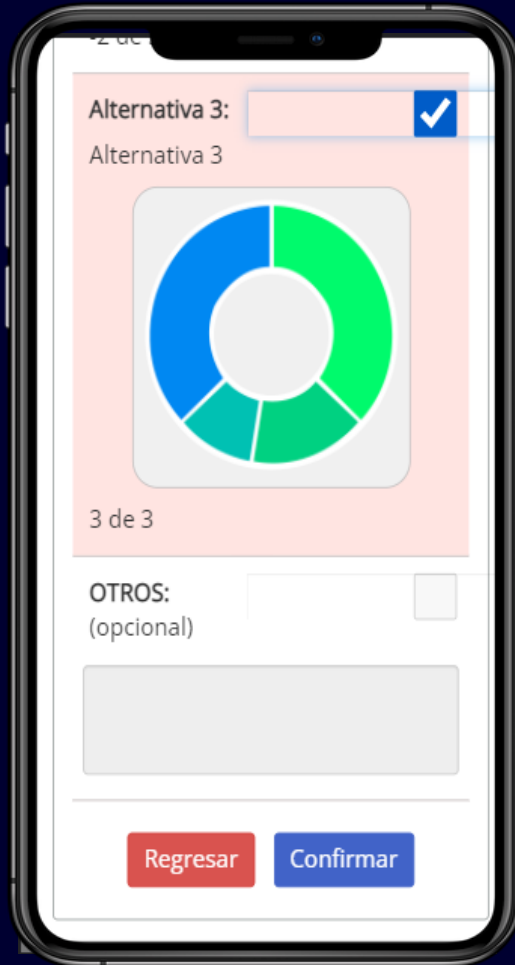 Alternativa 3:
Alternativa 3
3 de 3
OTROS:
(opcional)
Regresar Confirmar